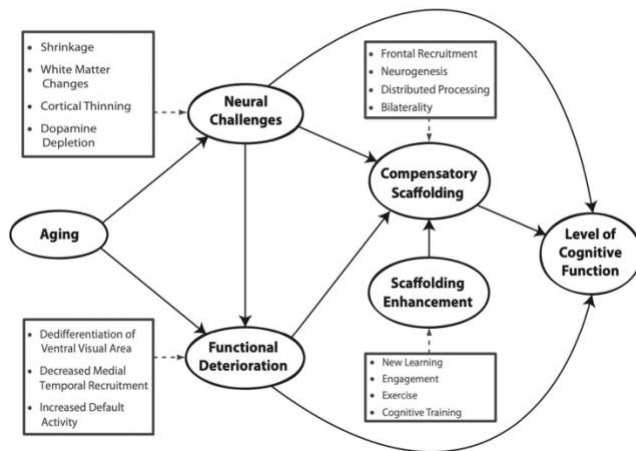 • Shrinkage
• White Matter
Changes
• Cortical Thinning
• Dopamine
Depletion
Neural
Challenges
• Frontal Recruitment
• Neurogenesis
• Distributed Processing
• Bilaterality
Compensatory
Scaffolding
Aging
Level of
Cognitive
Function
Scaffolding
Enhancement
• Dedifferentiation of
Ventral Visual Area
• Decreased Medial
Temporal Recruitment
• Increased Default
Activity
Functional
Deterioration
• New Learning
• Engagement
• Exercise
• Cognitive Training